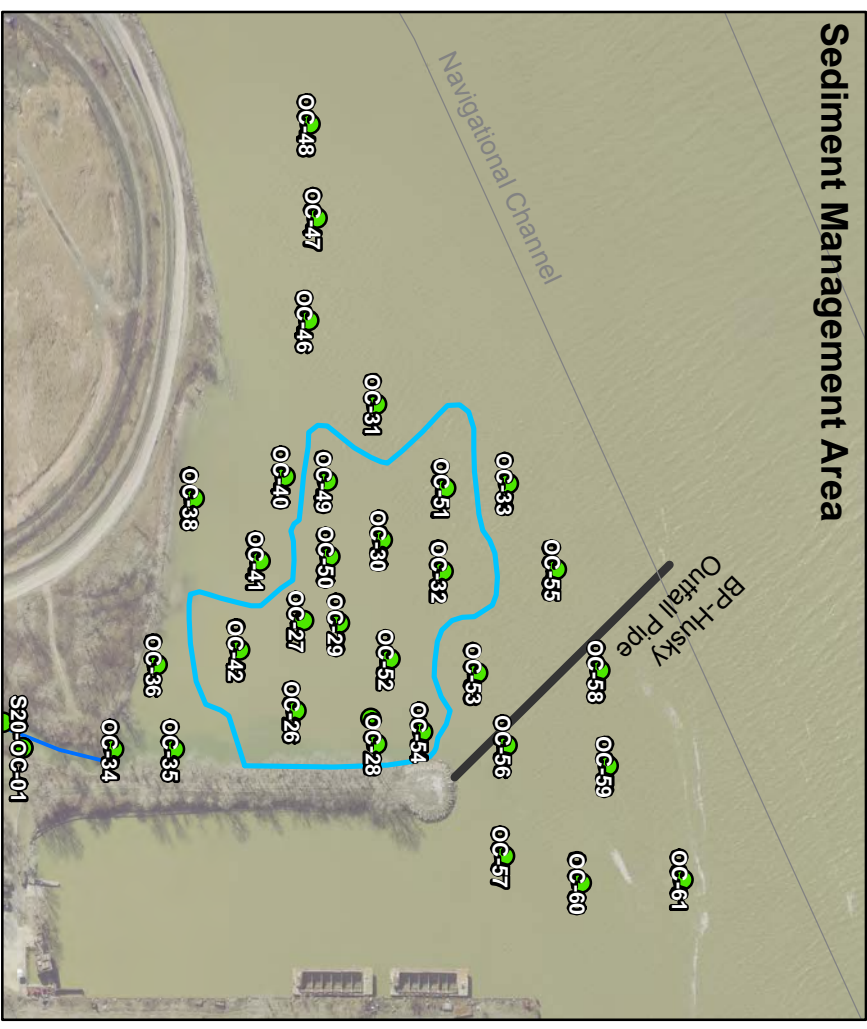 Sediment Management Area
Navigational Channel
BP-Husky
Outfall Pipe
OC-61
OC-60
OC-59
OC-58
OC-55
OC-57
OC-56
OC-33
OC-53
OC-51
OC-32
OC-54
OC-31
OC-30
OC-52
OC-28
OC-47
OC-48
OC-46
OC-49
OC-50
OC-29
OC-40
OC-27
OC-26
OC-41
OC-42
OC-38
OC-36
OC-35
OC-34
S20-OC-01